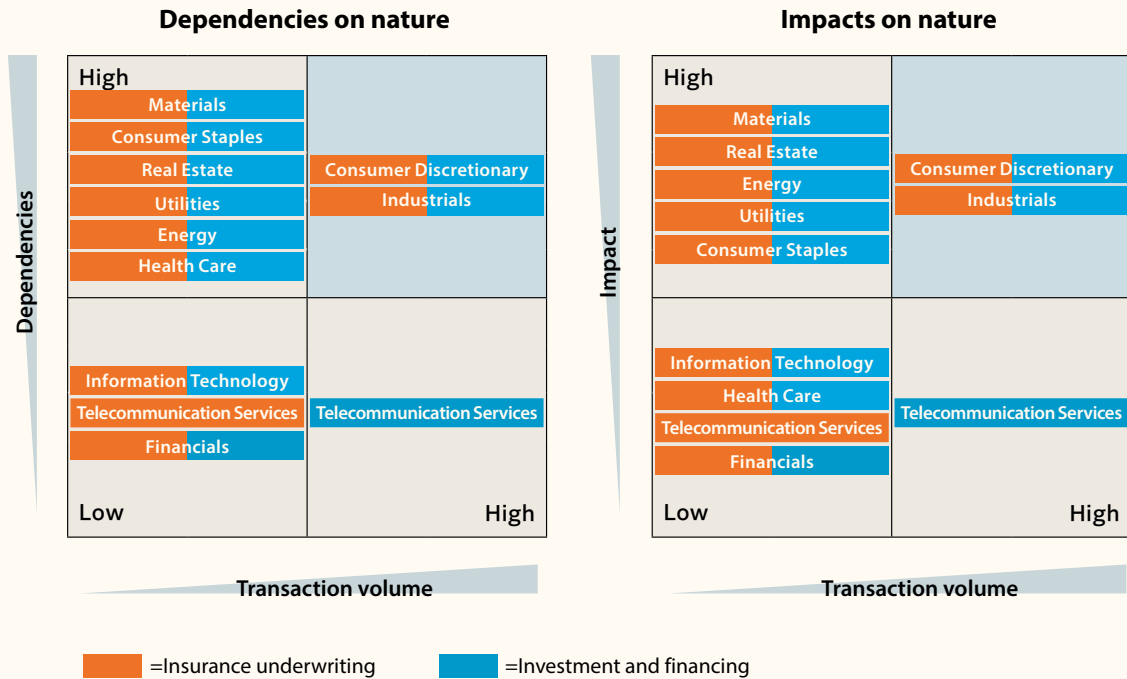 Dependencies on nature
High
Materials
Consumer Staples
Real Estate
Utilities
Energy
Health Care
Consumer Discretionary
Industrials
Information Technology
Telecommunication Services
Financials
Telecommunication Services
Low
High
Dependencies
Transaction volume
Impacts on nature
High
Materials
Real Estate
Energy
Utilities
Consumer Staples
Consumer Discretionary
Industrials
Information Technology
Health Care
Telecommunication Services
Financials
Telecommunication Services
Low
High
Impact
Transaction volume
=Insurance underwriting
=Investment and financing